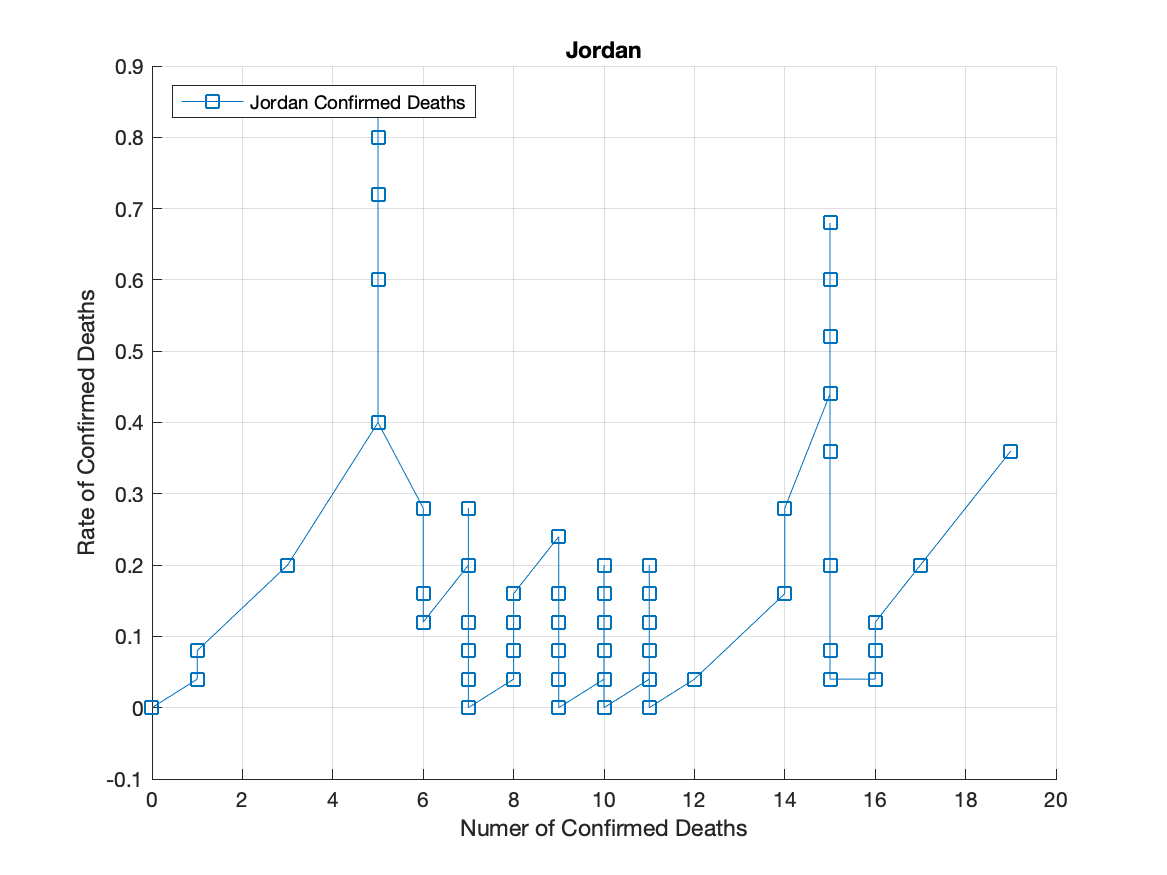 Jordan
Jordan Confirmed Deaths
0.9
0.8
0.7
0.6
0.5
0.4
0.3
0.2
0.1
0
-0.1
Rate of Confirmed Deaths
0 2 4 6 8 10 12 14 16 18 20
Numer of Confirmed Deaths